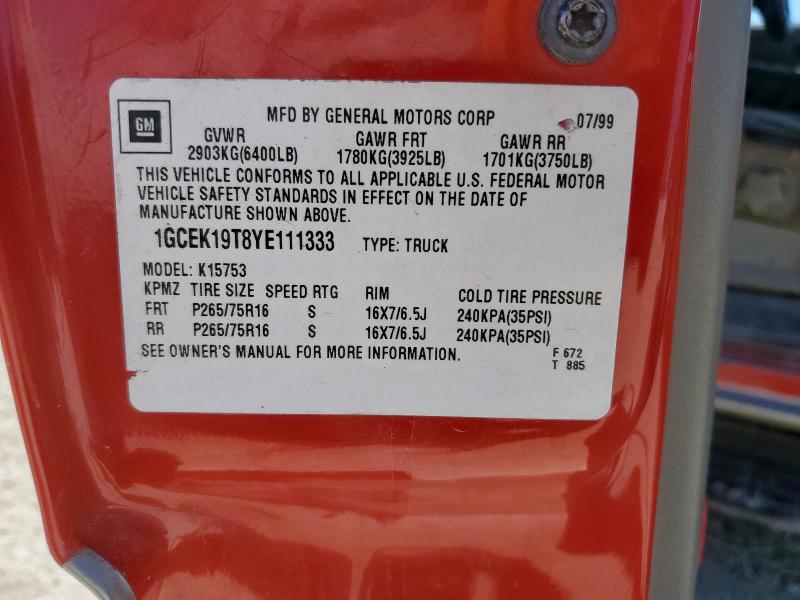 MFD BY GENERAL MOTORS CORP 07/99
GM
GVWR GAWR FRT GAWR RR
2903KG(6400LB) 1780KG(3925LB) 1701KG(3750LB)
THIS VEHICLE CONFORMS TO ALL APPLICABLE U.S. FEDERAL MOTOR
VEHICLE SAFETY STANDARDS IN EFFECT ON THE DATE OF
MANUFACTURE SHOWN ABOVE.
1GCEK19T8YE111333 TYPE: TRUCK
MODEL: K15753
KPMZ TIRE SIZE SPEED RTG RIM COLD TIRE PRESSURE
FRT P265/75R16 S 16X7/6.5J 240KPA(35PSI)
RR P265/75R16 S 16X7/6.5J 240KPA(35PSI)
SEE OWNER'S MANUAL FOR MORE INFORMATION. F 672
T 885